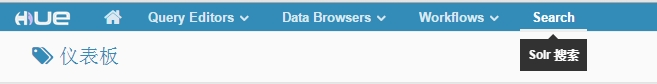 HUE Query Editors Data Browsers Workflows Search
仪表板
Solr 搜索